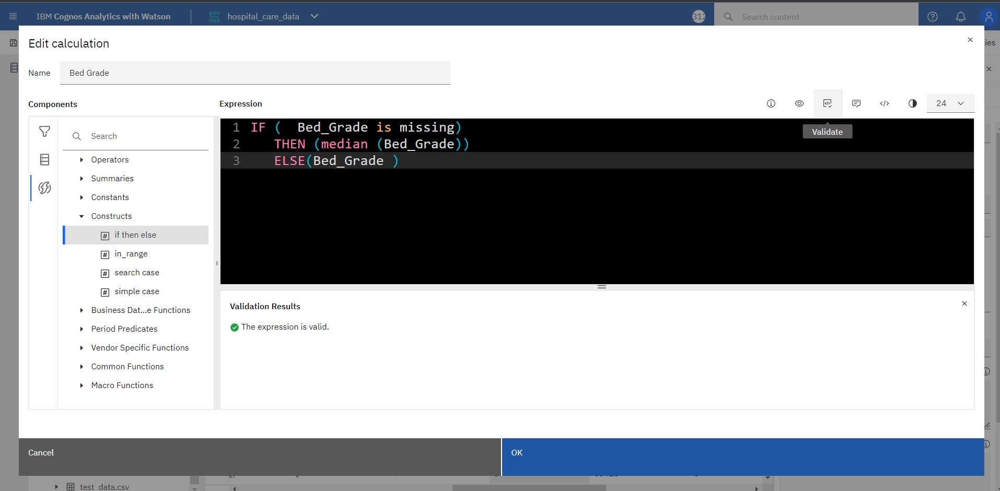 IBM Cognos Analytics with Watson
hospital_care_data
312
Search content
Edit calculation
ies
Name
Bed Grade
Components
Expression
24
Validate
Search
Operators
Summaries
Constants
Constructs
if then else
in_range
search case
simple case
Business Dat...e Functions
Period Predicates
Vendor Specific Functions
Common Functions
Macro Functions
1 IF (  Bed_Grade is missing)
2    THEN (median (Bed_Grade))
3    ELSE(Bed_Grade )
Validation Results
The expression is valid.
Cancel
OK
test_data.csv